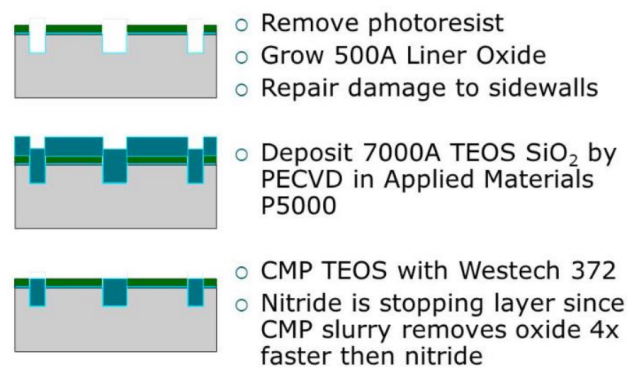 ○ Remove photoresist
○ Grow 500A Liner Oxide
○ Repair damage to sidewalls
○ Deposit 7000A TEOS SiO₂ by
PECVD in Applied Materials
P5000
○ CMP TEOS with Westech 372
○ Nitride is stopping layer since
CMP slurry removes oxide 4x
faster then nitride